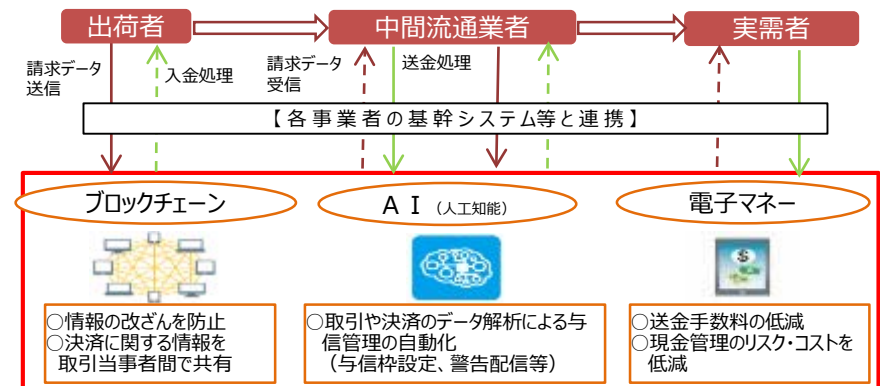 出荷者
中間流通業者
実需者
請求データ
送信
入金処理
請求データ
受信
送金処理
【各事業者の基幹システム等と連携】
ブロックチェーン
ＡＩ（人工知能）
電子マネー
$
○情報の改ざんを防止
○決済に関する情報を
取引当事者間で共有
○取引や決済のデータ解析による与
信管理の自動化
（与信枠設定、警告配信等）
○送金手数料の低減
○現金管理のリスク・コストを
低減